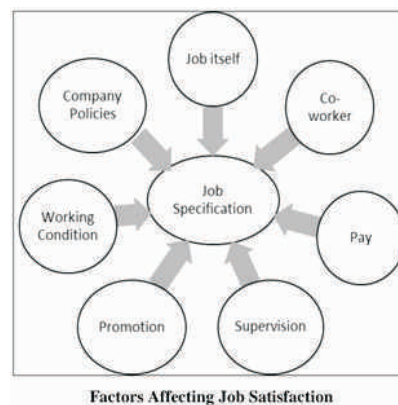 Job itself
Company
Policies
Co-
worker
Job
Specification
Working
Condition
Pay
Promotion
Supervision
Factors Affecting Job Satisfaction